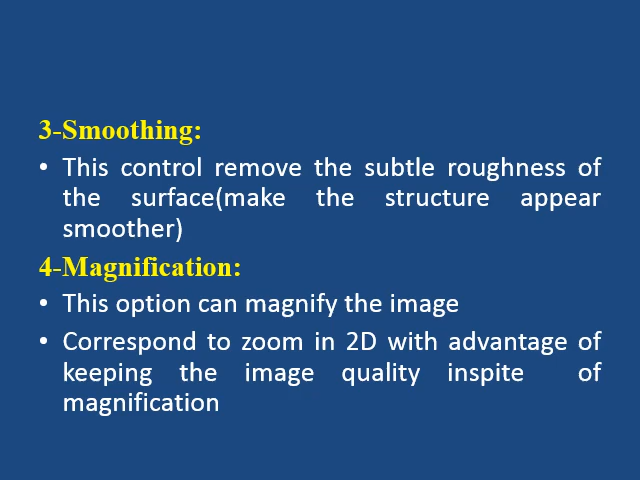 3-Smoothing:
• This control remove the subtle roughness of
the surface(make the structure appear
smoother)
4-Magnification:
• This option can magnify the image
• Correspond to zoom in 2D with advantage of
keeping the image quality inspite of
magnification